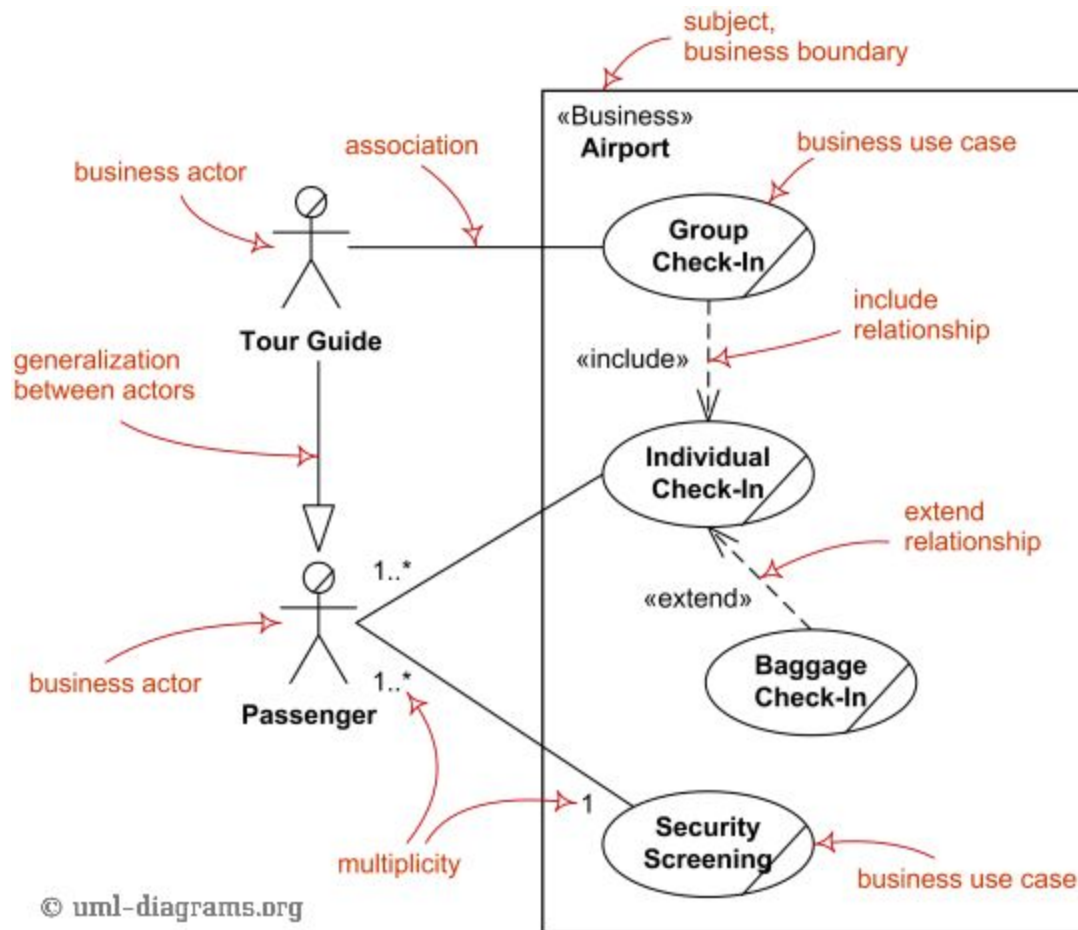 subject,
business boundary
«Business»
Airport
business use case
association
business actor
Group
Check-In
Tour Guide
include
relationship
«include»
generalization
between actors
Individual
Check-In
extend
relationship
1..*
«extend»
business actor
Baggage
Check-In
1..*
Passenger
1
multiplicity
Security
Screening
business use case
© uml-diagrams.org